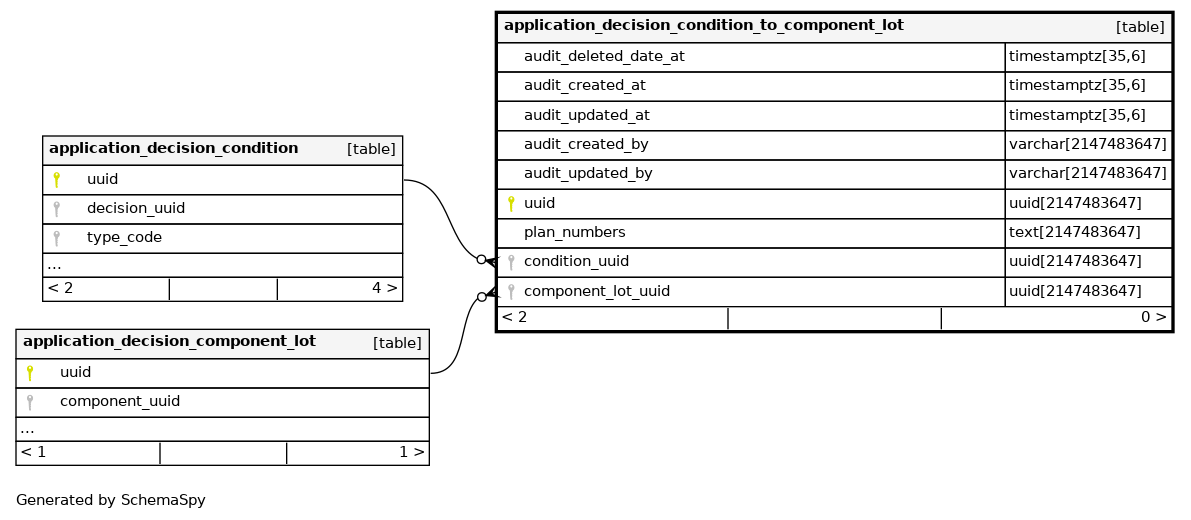 application_decision_condition_to_component_lot [table]
audit_deleted_date_at timestamptz[35,6]
audit_created_at timestamptz[35,6]
audit_updated_at timestamptz[35,6]
audit_created_by varchar[2147483647]
audit_updated_by varchar[2147483647]
uuid uuid[2147483647]
plan_numbers text[2147483647]
condition_uuid uuid[2147483647]
component_lot_uuid uuid[2147483647]
< 2 0 >
application_decision_condition [table]
uuid
decision_uuid
type_code
...
< 2 4 >
application_decision_component_lot [table]
uuid
component_uuid
...
< 1 1 >
Generated by SchemaSpy